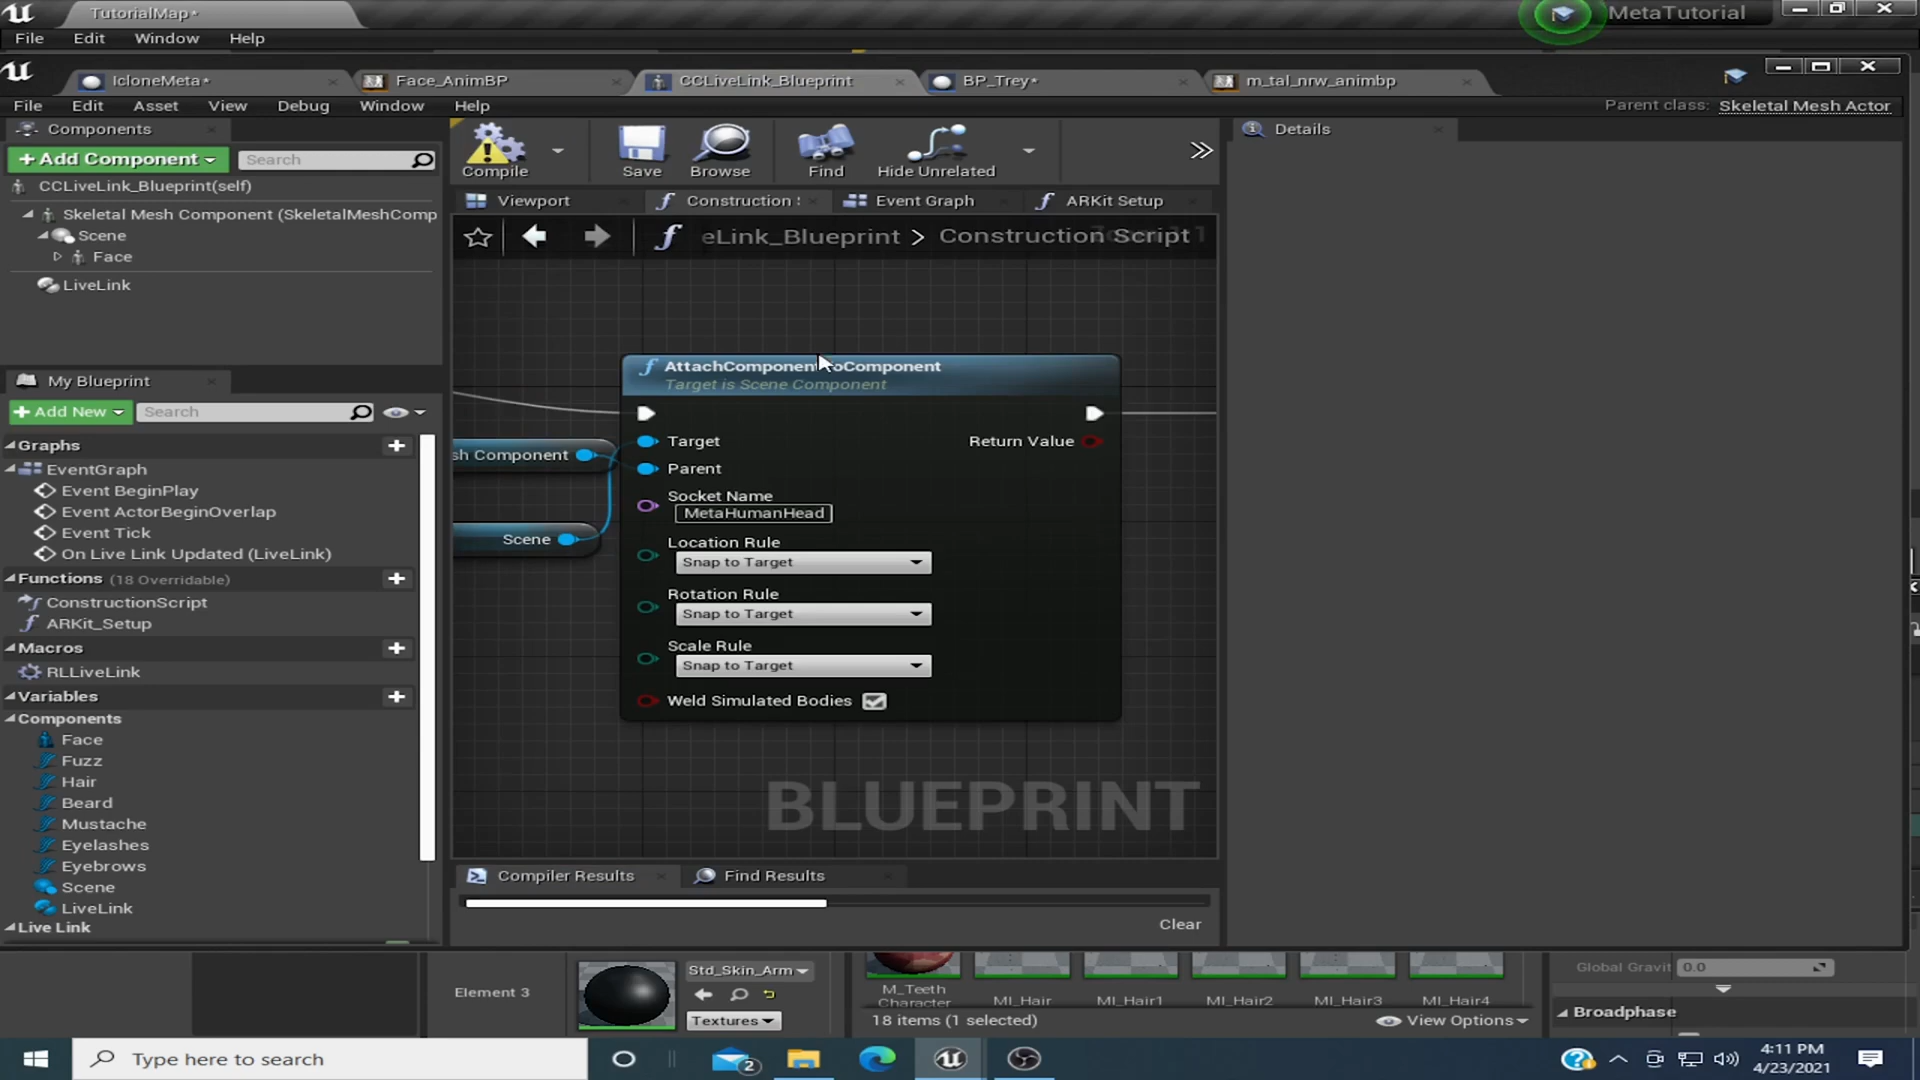 TutorialMap*
MetaTutorial
File Edit Window Help
IcloneMeta* Face_AnimBP CCLiveLink_Blueprint BP_Trey* m_tal_nrw_animbp
File Edit Asset View Debug Window Help
Parent class: Skeletal Mesh Actor
Components
+Add Component
Search
CCLiveLink_Blueprint(self)
Skeletal Mesh Component (SkeletalMeshComp
Scene
Face
LiveLink
My Blueprint
+Add New
Search
Graphs
EventGraph
Event BeginPlay
Event ActorBeginOverlap
Event Tick
On Live Link Updated (LiveLink)
Functions (18 Overridable)
ConstructionScript
ARKit_Setup
Macros
RLLiveLink
Variables
Components
Face
Fuzz
Hair
Beard
Mustache
Eyelashes
Eyebrows
Scene
LiveLink
Live Link
Compile Save Browse Find Hide Unrelated
Viewport Construction Event Graph ARKit Setup
eLink_Blueprint > Construction Script
AttachComponent oComponent
Target is Scene Component
Target
Return Value
sh Component
Parent
Socket Name
MetaHumanHead
Scene
Location Rule
Snap to Target
Rotation Rule
Snap to Target
Scale Rule
Snap to Target
Weld Simulated Bodies
BLUEPRINT
Compiler Results Find Results
Clear
Details
Element 3
Std_Skin_Arm
Textures
M_Teeth
Character
MI_Hair MI_Hair1 MI_Hair2 MI_Hair3 MI_Hair4
18 items (1 selected)
View Options
Global Gravit 0.0
Broadphase
Type here to search
2
4:11 PM
4/23/2021